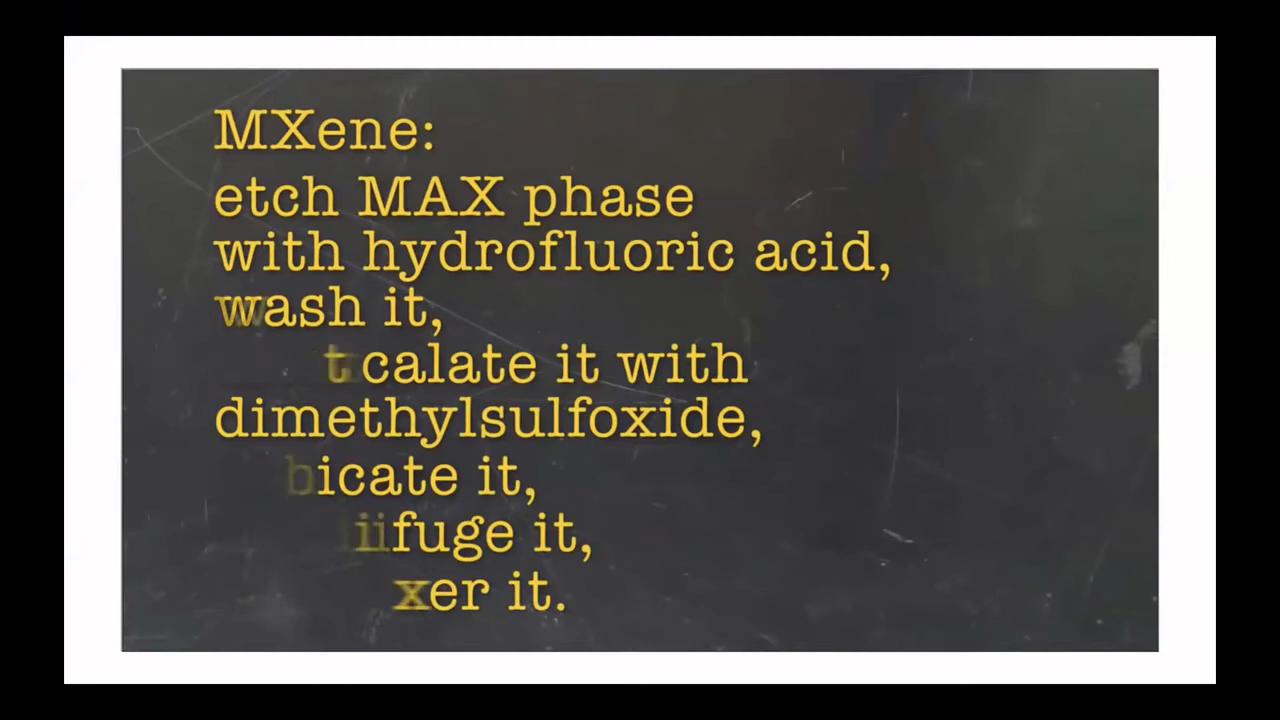 MXene:
etch MAX phase
with hydrofluoric acid,
wash it,
calate it with
dimethylsulfoxide,
icate it,
fuge it,
er it.